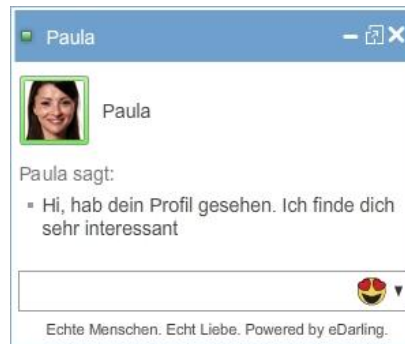 Paula
Paula
Paula sagt:
Hi, hab dein Profil gesehen. Ich finde dich
sehr interessant
Echte Menschen. Echt Liebe. Powered by eDarling.